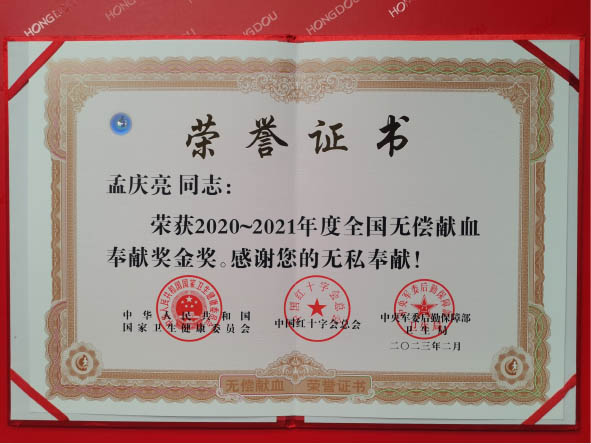 HONGDOU HONGDOU HONGDOU HONGDOU
荣誉证书
孟庆亮 同志：
荣获2020~2021年度全国无偿献血
奉献奖金奖。感谢您的无私奉献！
中华人民共和国
国家卫生健康委员会
中国红十字会总会
中央军委后勤保障部
卫生局
二〇二三年二月
无偿献血 荣誉证书